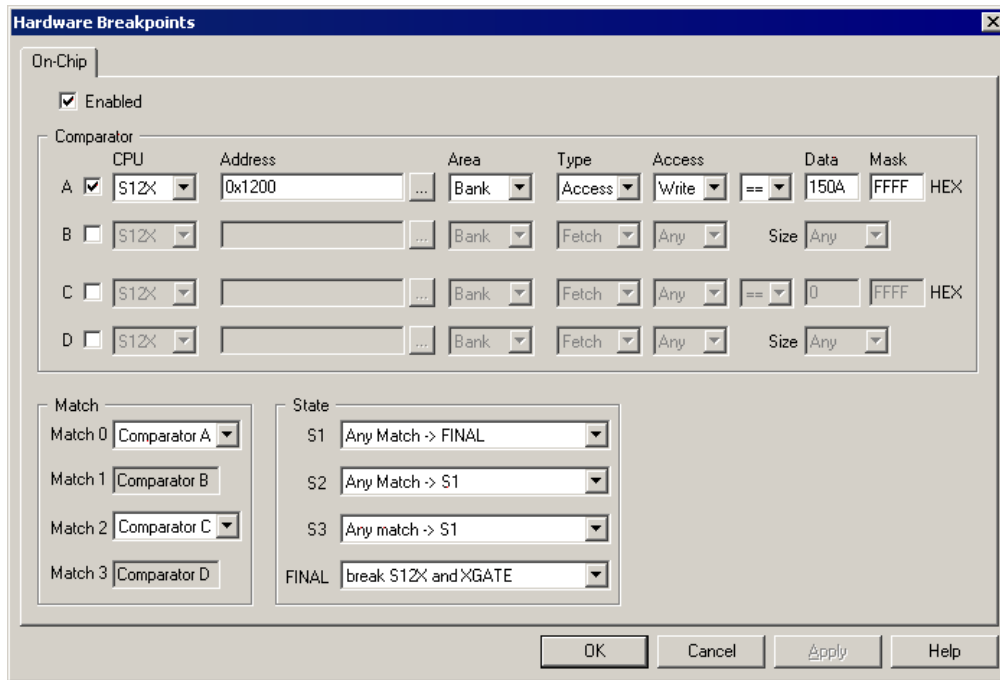 Hardware Breakpoints
On-Chip
Enabled
Comparator
CPU Address Area Type Access Data Mask
A S12X 0x1200 ... Bank Access Write == 150A FFFF HEX
B S12X ... Bank Fetch Any Size Any
C S12X ... Bank Fetch Any == 0 FFFF HEX
D S12X ... Bank Fetch Any Size Any
Match
Match 0 Comparator A
Match 1 Comparator B
Match 2 Comparator C
Match 3 Comparator D
State
S1 Any Match -> FINAL
S2 Any Match -> S1
S3 Any match -> S1
FINAL break S12X and XGATE
OK Cancel Apply Help